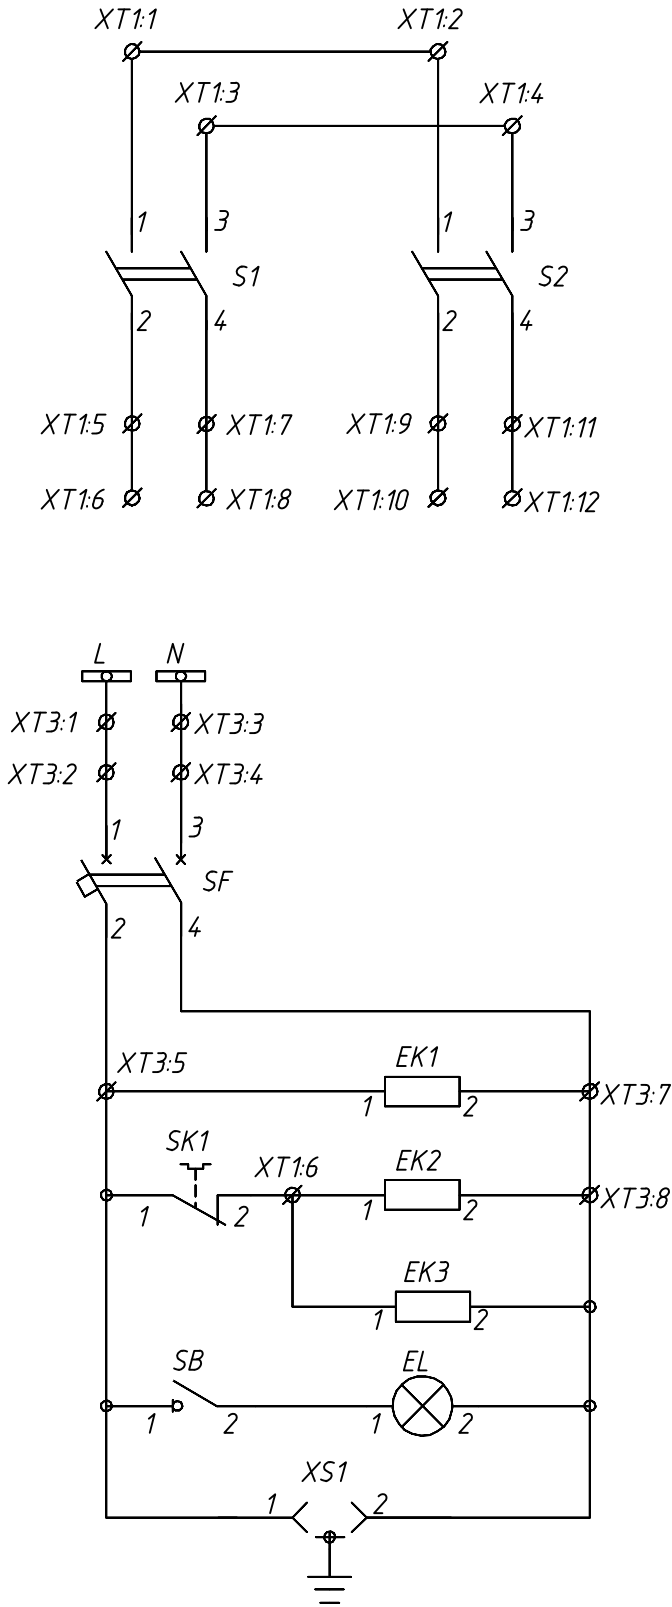 XT1:1 XT1:2
XT1:3 XT1:4
1 3 1 3
S1 S2
2 4 2 4
XT1:5 XT1:7 XT1:9 XT1:11
XT1:6 XT1:8 XT1:10 XT1:12
L N
XT3:1 XT3:3
XT3:2 XT3:4
1 3
SF
2 4
XT3:5 EK1
1 2 XT3:7
SK1 XT1:6 EK2
1 2 1 2 XT3:8
EK3
1 2
SB EL
1 2 1 2
XS1
1 2